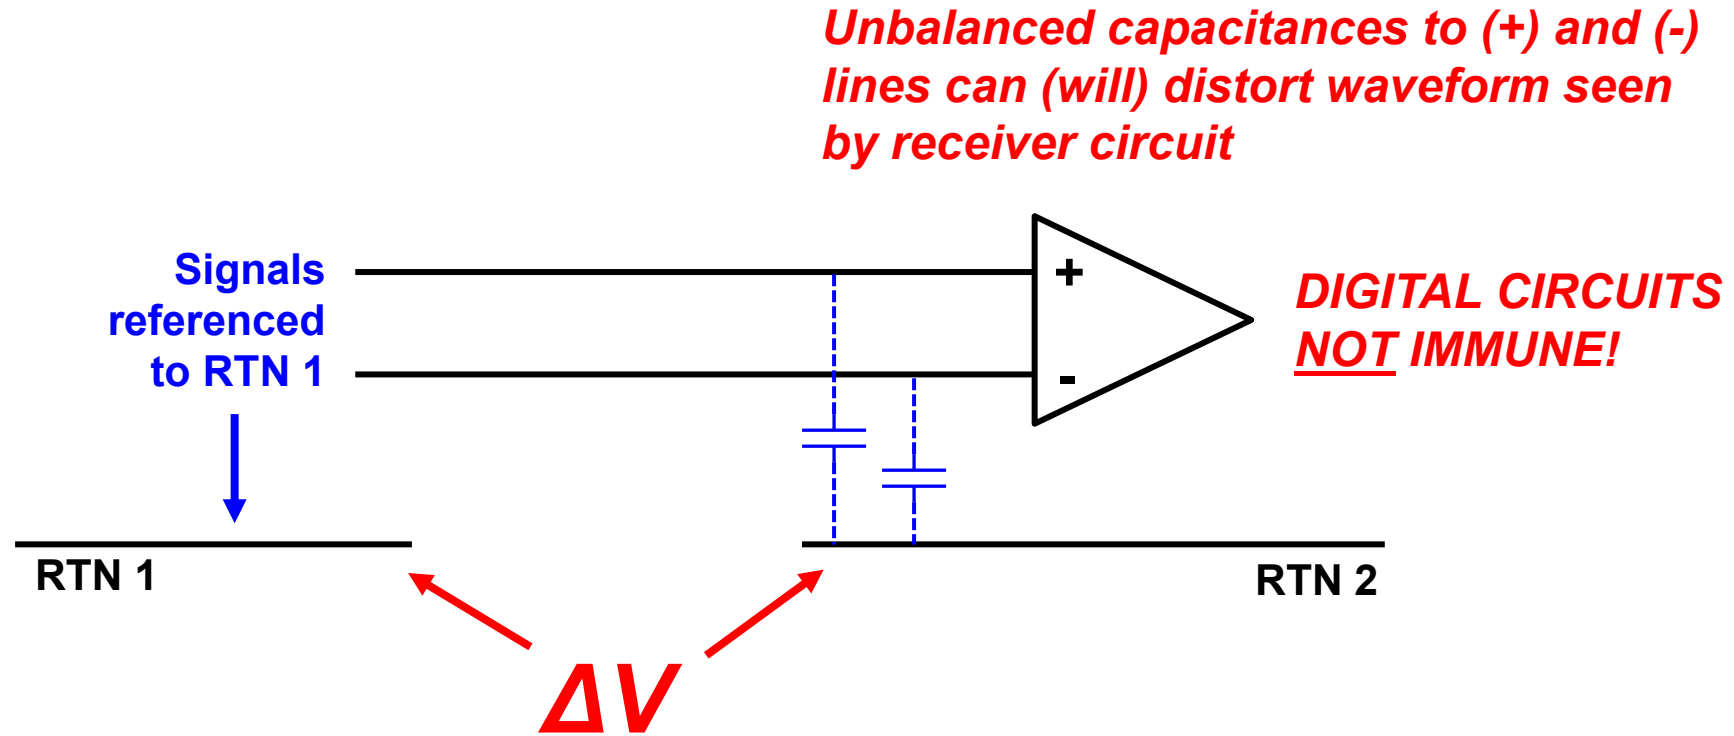 Unbalanced capacitances to (+) and (-)
lines can (will) distort waveform seen
by receiver circuit
Signals
referenced
to RTN 1
+
-
DIGITAL CIRCUITS
NOT IMMUNE!
RTN 1
RTN 2
ΔV